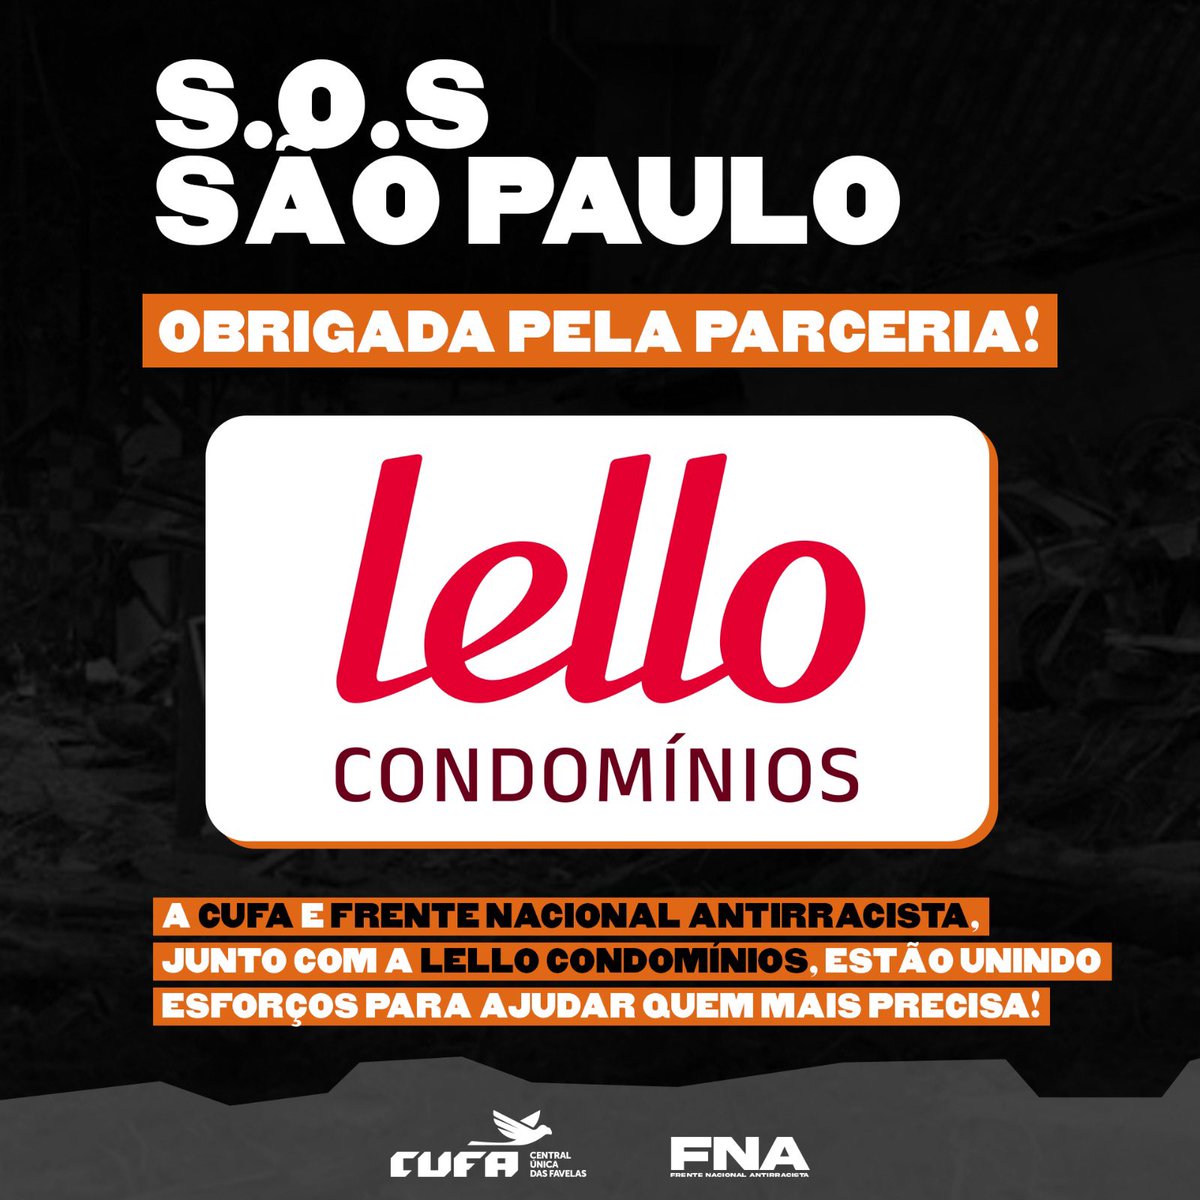 S.O.S
SÃO PAULO
OBRIGADA PELA PARCERIA!
lello
CONDOMÍNIOS
A CUFA E FRENTE NACIONAL ANTIRRACISTA,
JUNTO COM A LELLO CONDOMÍNIOS, ESTÃO UNINDO
ESFORÇOS PARA AJUDAR QUEM MAIS PRECISA!
CUFA
CENTRAL
ÚNICA
DAS FAVELAS
FNA
FRENTE NACIONAL ANTIRRACISTA